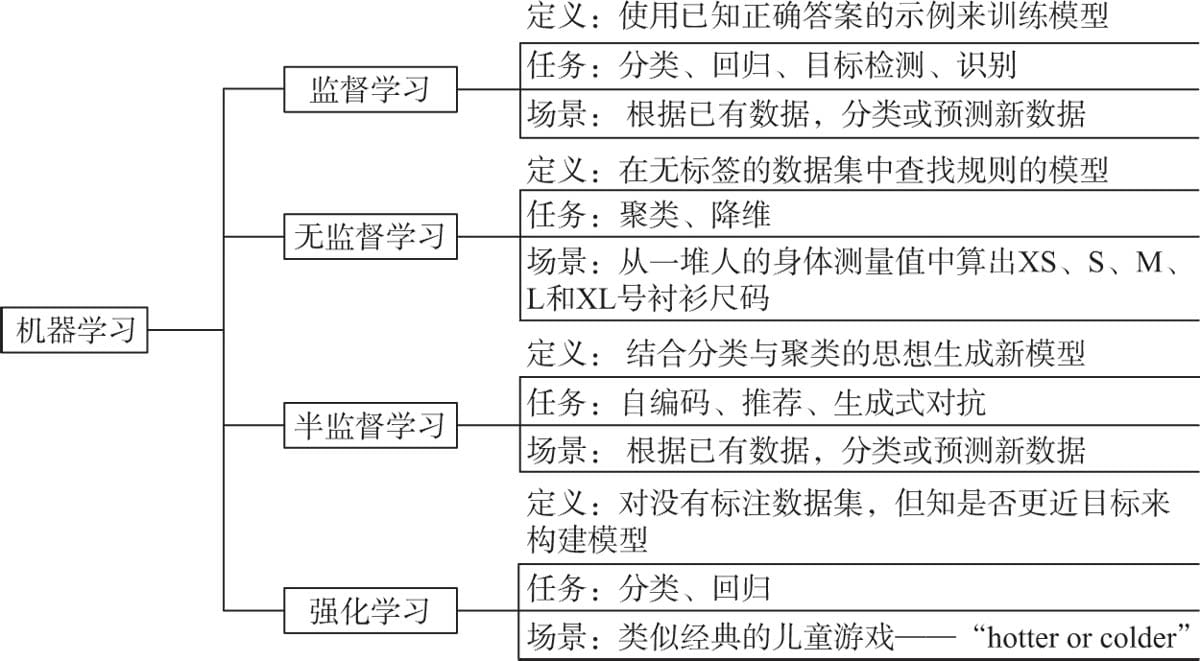 定义：使用已知正确答案的示例来训练模型
监督学习
任务：分类、回归、目标检测、识别
场景： 根据已有数据，分类或预测新数据
定义：在无标签的数据集中查找规则的模型
无监督学习
任务：聚类、降维
场景：从一堆人的身体测量值中算出XS、S、M、
L和XL号衬衫尺码
机器学习
定义： 结合分类与聚类的思想生成新模型
半监督学习
任务：自编码、推荐、生成式对抗
场景： 根据已有数据，分类或预测新数据
定义：对没有标注数据集，但知是否更近目标来
构建模型
强化学习
任务：分类、回归
场景：类似经典的儿童游戏——“hotter or colder”